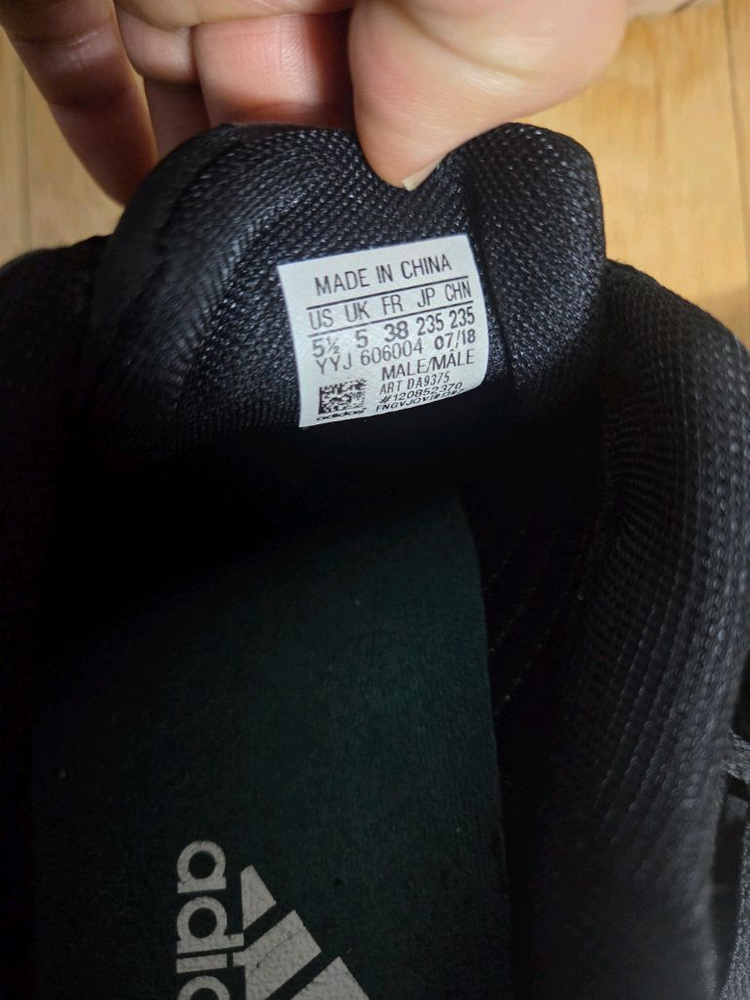 MADE IN CHINA
US UK FR JP CHN
5½ 5 38 235 235
YYJ 606004 07/18
MALE/MÂLE
ART DA9375
#120852370
adidas
adid